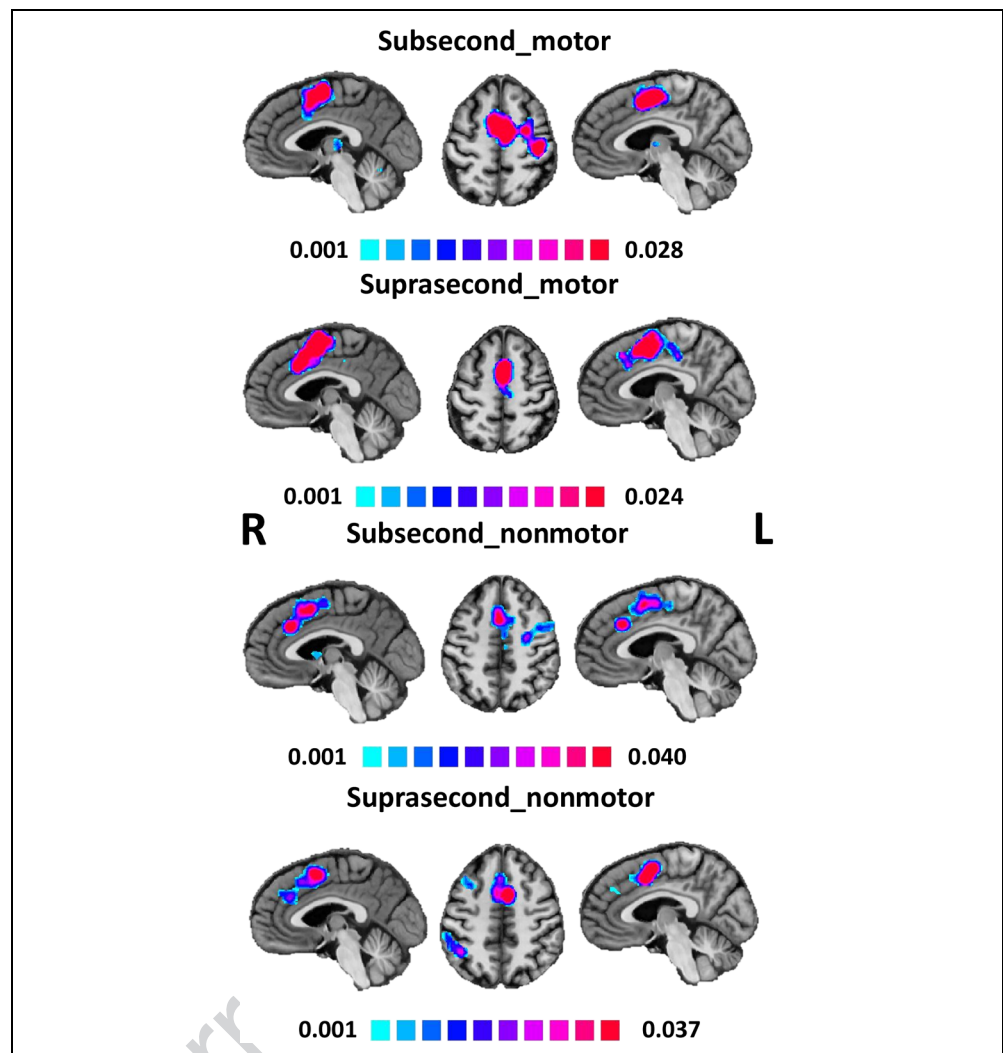 Subsecond_motor
0.001 0.028
Suprasecond_motor
0.001 0.024
R L
Subsecond_nonmotor
0.001 0.040
Suprasecond_nonmotor
0.001 0.037